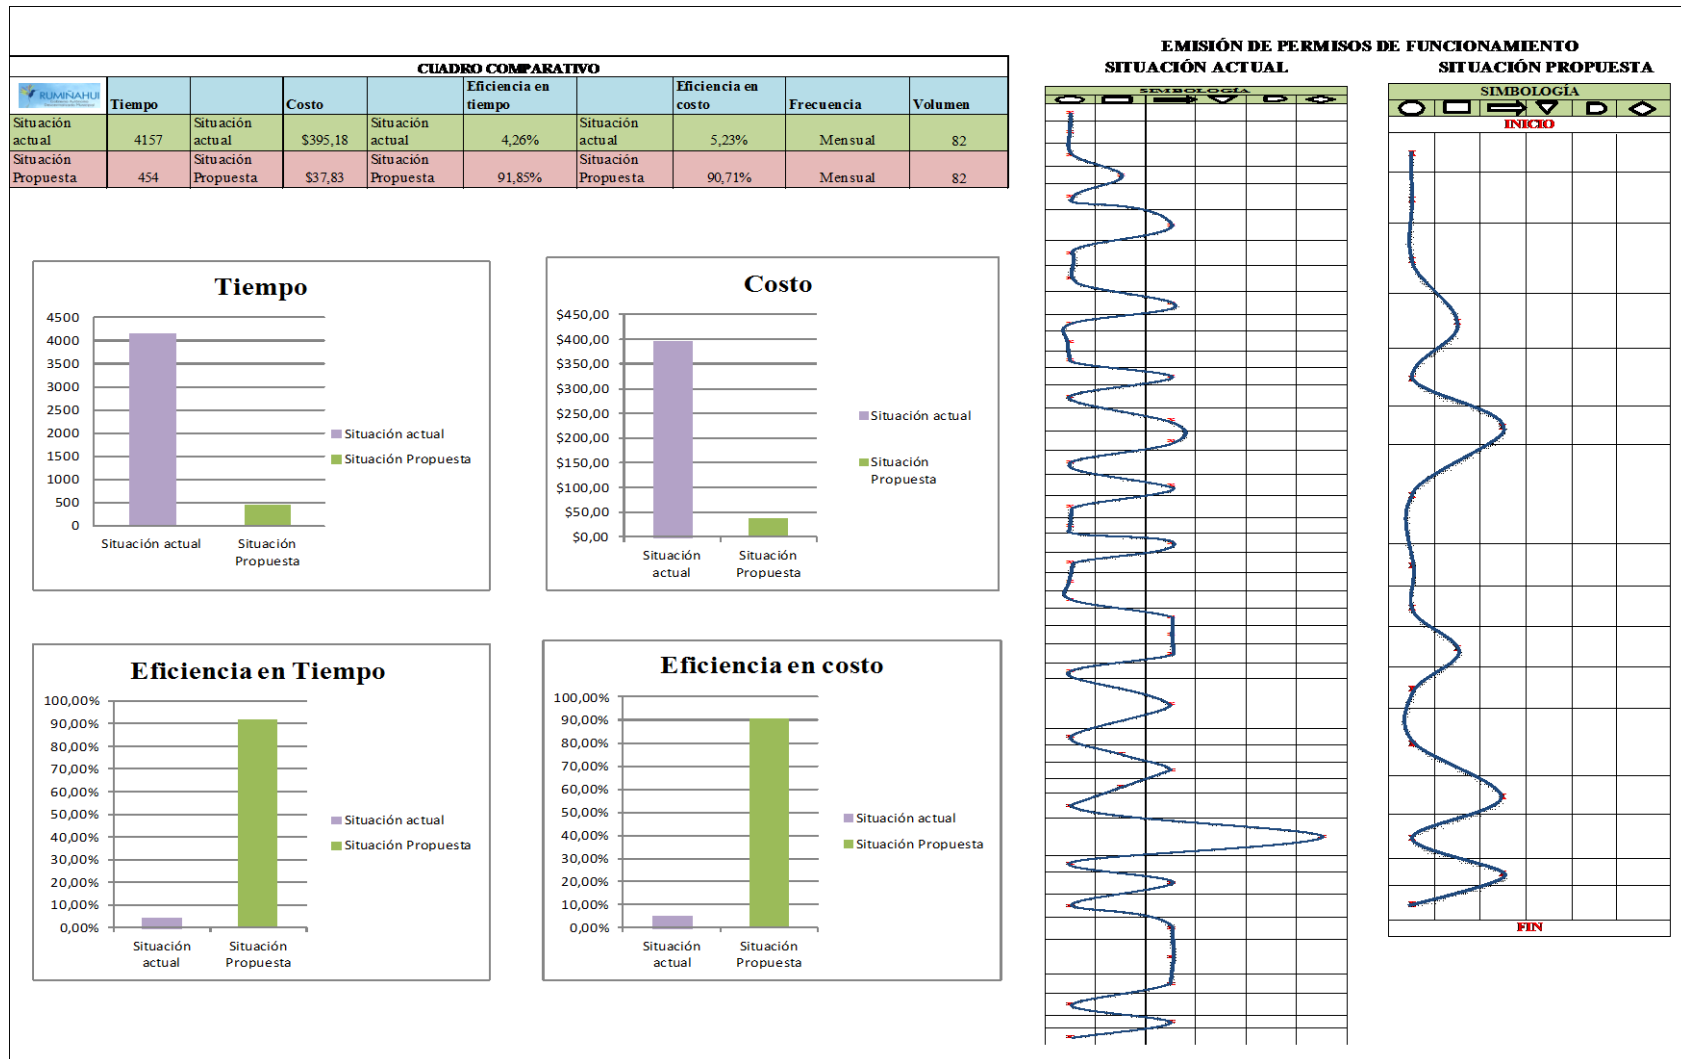 EMISIÓN DE PERMISOS DE FUNCIONAMIENTO
SITUACIÓN ACTUAL SITUACIÓN PROPUESTA
CUADRO COMPARATIVO
RUMIÑAHUI Tiempo Costo Eficiencia en tiempo Eficiencia en costo Frecuencia Volumen
Situación actual 4157 Situación actual $395,18 Situación actual 4,26% Situación actual 5,23% Mensual 82
Situación Propuesta 454 Situación Propuesta $37,83 Situación Propuesta 91,85% Situación Propuesta 90,71% Mensual 82
Tiempo
4500
4000
3500
3000
2500
2000
1500
1000
500
0
Situación actual
Situación Propuesta
Situación actual
Situación Propuesta
Costo
$450,00
$400,00
$350,00
$300,00
$250,00
$200,00
$150,00
$100,00
$50,00
$0,00
Situación actual
Situación Propuesta
Situación actual
Situación Propuesta
Eficiencia en Tiempo
100,00%
90,00%
80,00%
70,00%
60,00%
50,00%
40,00%
30,00%
20,00%
10,00%
0,00%
Situación actual
Situación Propuesta
Situación actual
Situación Propuesta
Eficiencia en costo
100,00%
90,00%
80,00%
70,00%
60,00%
50,00%
40,00%
30,00%
20,00%
10,00%
0,00%
Situación actual
Situación Propuesta
Situación actual
Situación Propuesta
SIMBOLOGÍA
SIMBOLOGÍA
INICIO
FIN